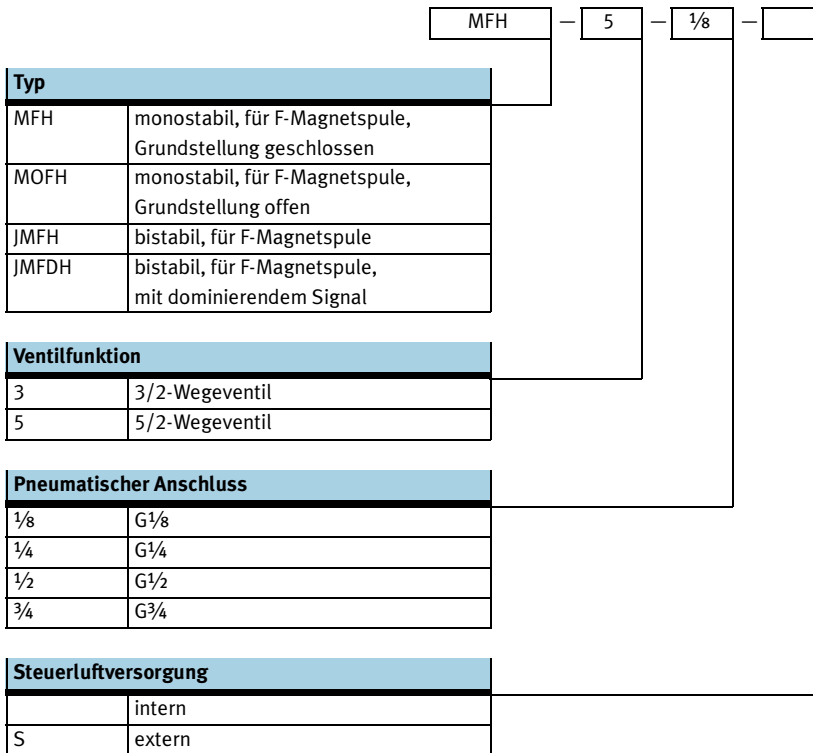 MFH — 5 — ⅛ —
Typ
MFH monostabil, für F-Magnetspule,
Grundstellung geschlossen
MOFH monostabil, für F-Magnetspule,
Grundstellung offen
JMFH bistabil, für F-Magnetspule
JMFDH bistabil, für F-Magnetspule,
mit dominierendem Signal
Ventilfunktion
3 3/2-Wegeventil
5 5/2-Wegeventil
Pneumatischer Anschluss
⅛ G⅛
¼ G¼
½ G½
¾ G¾
Steuerluftversorgung
intern
S extern